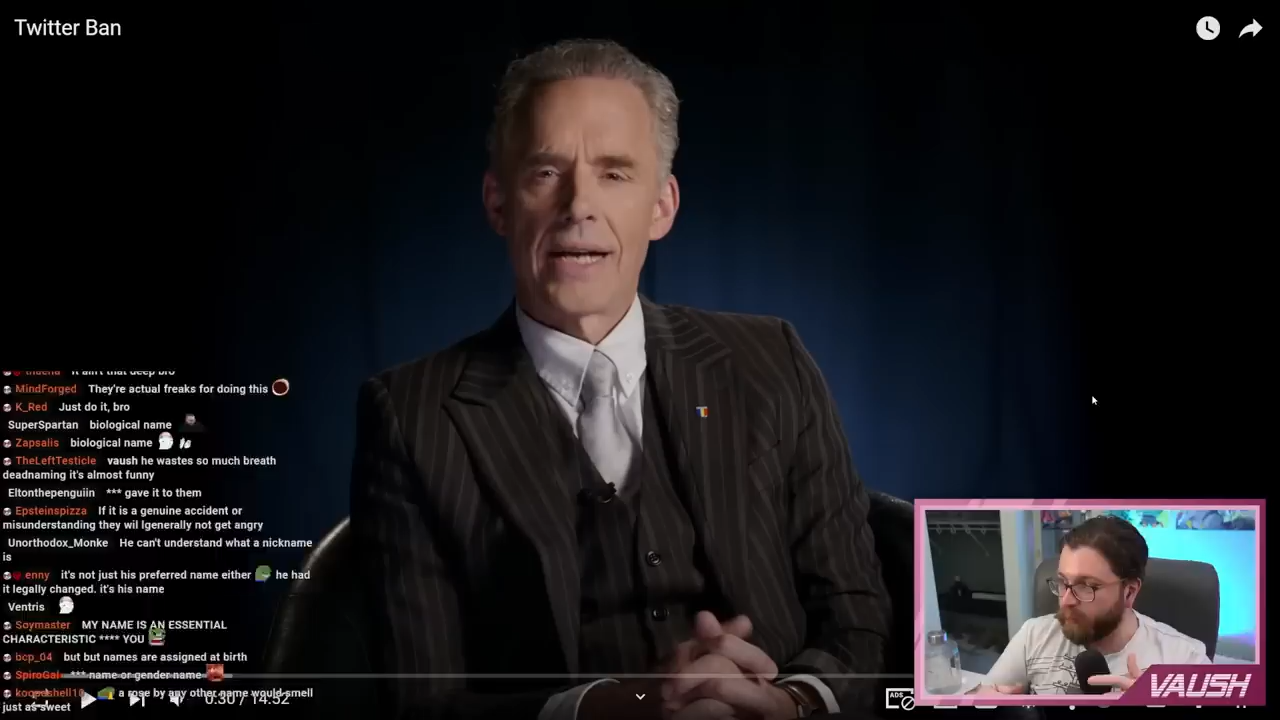 Twitter Ban
thaena it ain't that deep bro
MindForged They're actual freaks for doing this
K_Red Just do it, bro
SuperSpartan biological name
Zapsalis biological name
TheLeftTesticle vaush he wastes so much breath
deadnaming it's almost funny
Eltonthepenguiin *** gave it to them
Epsteinspizza If it is a genuine accident or
misunderstanding they wil lgenerally not get angry
Unorthodox_Monke He can't understand what a nickname
is
enny it's not just his preferred name either he had
it legally changed. it's his name
Ventris
Soymaster MY NAME IS AN ESSENTIAL
CHARACTERISTIC **** YOU
bcp_04 but but names are assigned at birth
SpiroGal *** name or gender name
a rose by any other name would smell
just as sweet
0:30 / 14:52
ADS
VAUSH